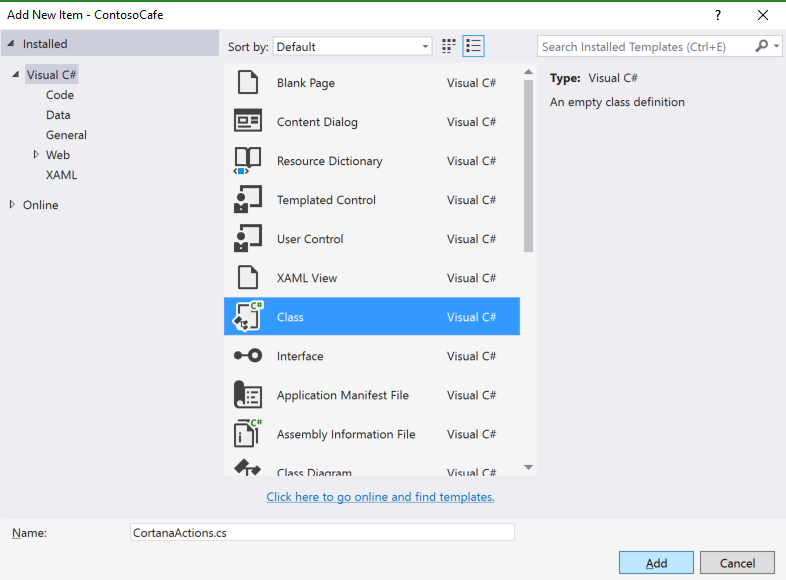 Add New Item - ContosoCafe ?
Installed
Visual C#
Code
Data
General
Web
XAML
Online
Sort by: Default
Blank Page Visual C#
Content Dialog Visual C#
Resource Dictionary Visual C#
Templated Control Visual C#
User Control Visual C#
XAML View Visual C#
C# Class Visual C#
Interface Visual C#
Application Manifest File Visual C#
C# Assembly Information File Visual C#
Class Diagram Visual C#
Click here to go online and find templates.
Search Installed Templates (Ctrl+E)
Type: Visual C#
An empty class definition
Name: CortanaActions.cs
Add Cancel